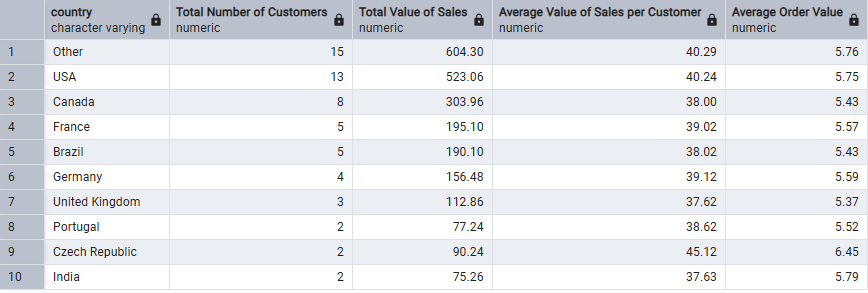 country Total Number of Customers Total Value of Sales Average Value of Sales per Customer Average Order Value
character varying numeric numeric numeric numeric
1 Other 15 604.30 40.29 5.76
2 USA 13 523.06 40.24 5.75
3 Canada 8 303.96 38.00 5.43
4 France 5 195.10 39.02 5.57
5 Brazil 5 190.10 38.02 5.43
6 Germany 4 156.48 39.12 5.59
7 United Kingdom 3 112.86 37.62 5.37
8 Portugal 2 77.24 38.62 5.52
9 Czech Republic 2 90.24 45.12 6.45
10 India 2 75.26 37.63 5.79